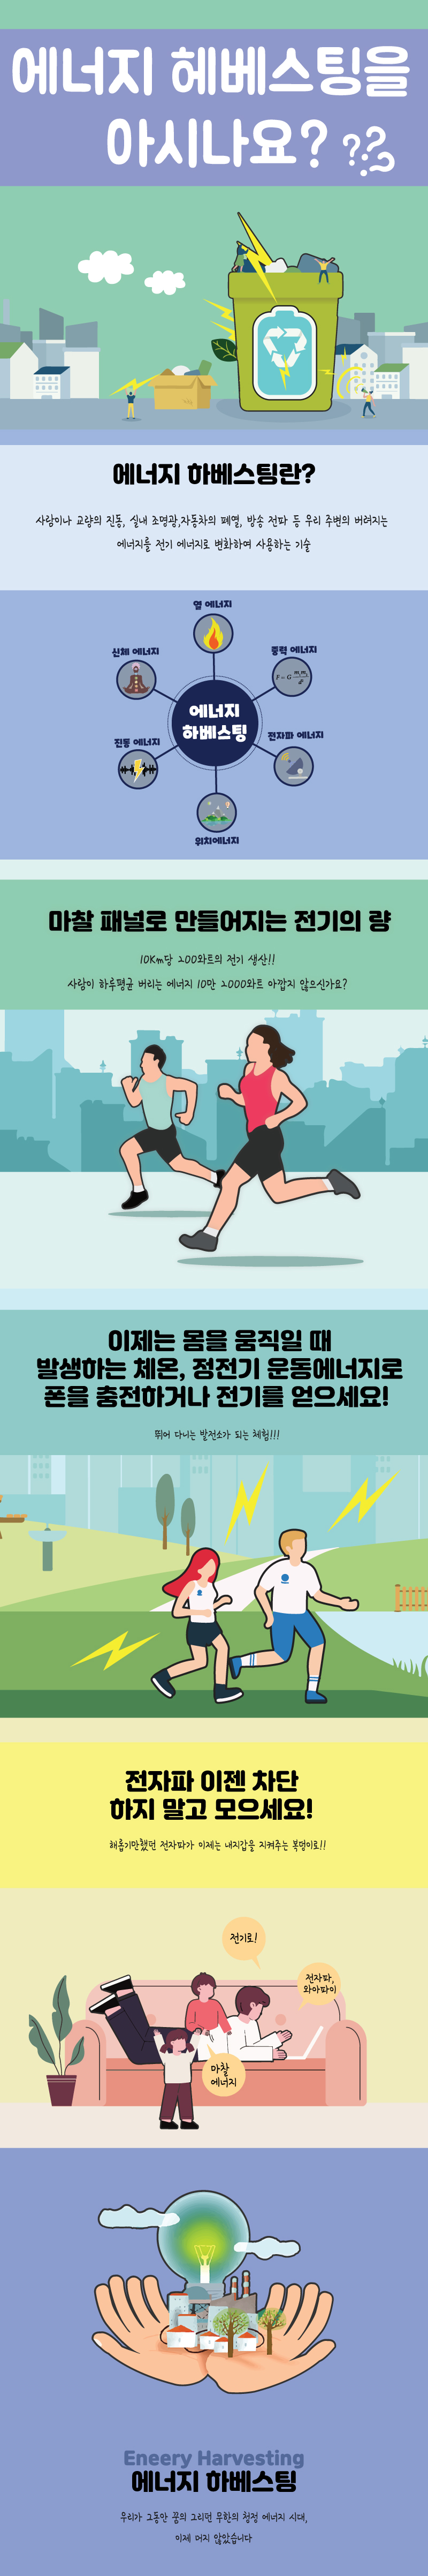 에너지 헤베스팅을
아시나요?
???
에너지 하베스팅란?
사람이나 교량의 진동, 실내 조명광,자동차의 폐열, 방송 전파 등 우리 주변의 버려지는
에너지를 전기 에너지로 변화하여 사용하는 기술
열 에너지
신체 에너지
중력 에너지
에너지
하베스팅
진동 에너지
전자파 에너지
위치에너지
마찰 패널로 만들어지는 전기의 량
10Km당 200와트의 전기 생산!!
사람이 하루평균 버리는 에너지 10만 2000와트 아깝지 않으신가요?
이제는 몸을 움직일 때
발생하는 체온, 정전기 운동에너지로
폰을 충전하거나 전기를 얻으세요!
뛰어 다니는 발전소가 되는 체험!!!
전자파 이젠 차단
하지 말고 모으세요!
해롭기만했던 전자파가 이제는 내지갑을 지켜주는 복덩이로!!
전기로!
전자파,
와아파이
마찰
에너지
Eneery Harvesting
에너지 하베스팅
우리가 그동안 꿈의 그리던 무한의 청정 에너지 시대,
이제 머지 않았습니다